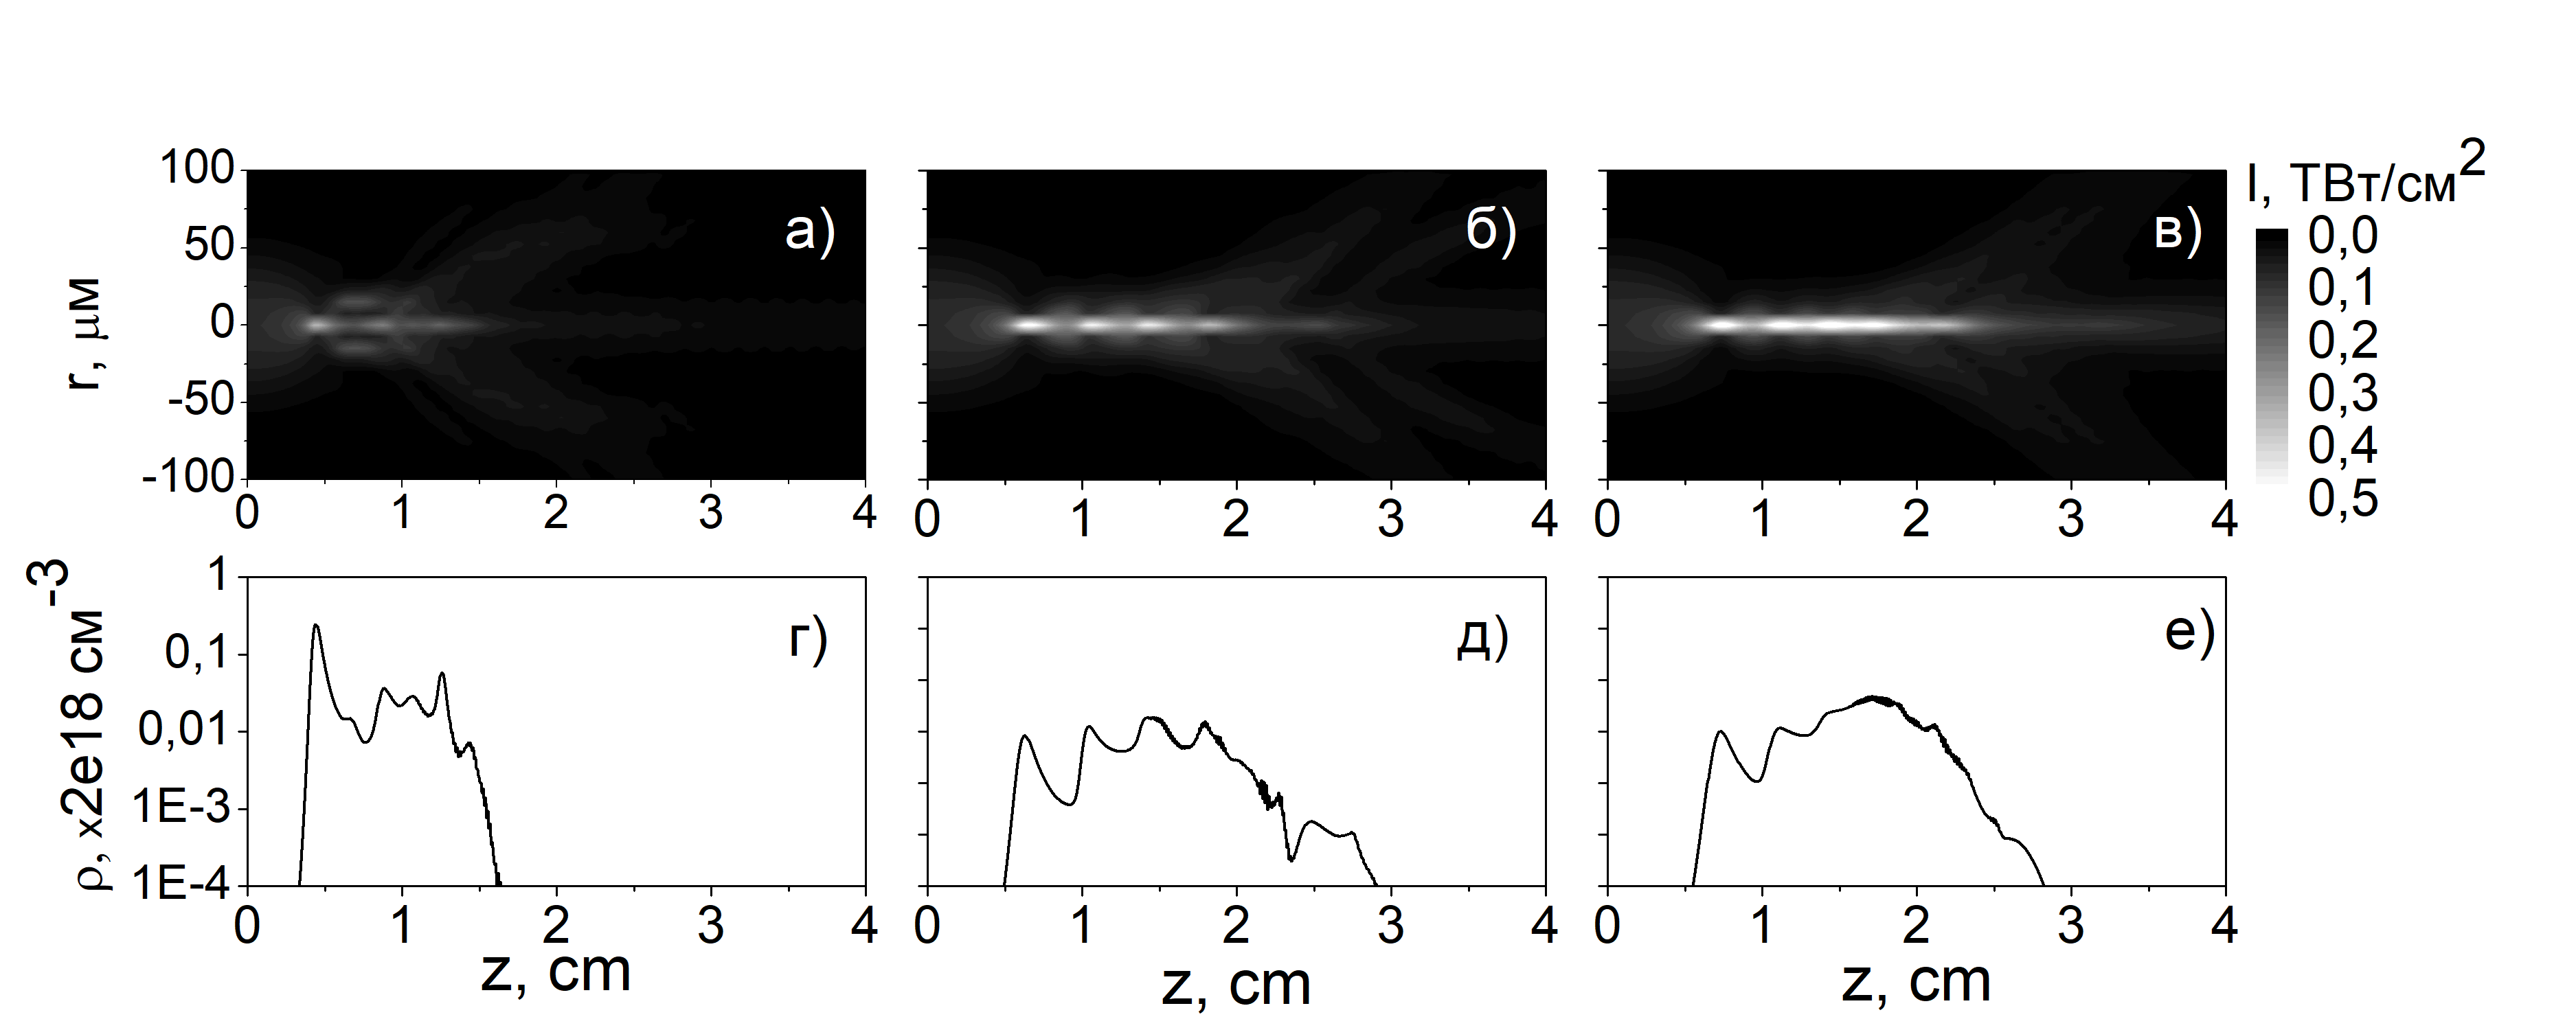 100
50
0
-50
-100
r, μм
а)
0 1 2 3 4
б)
0 1 2 3 4
в)
0 1 2 3 4
I, ТВт/см²
0,0
0,1
0,2
0,3
0,4
0,5
1
0,1
0,01
1E-3
1E-4
ρ, x2e18 см⁻³
г)
0 1 2 3 4
z, cm
д)
0 1 2 3 4
z, cm
е)
0 1 2 3 4
z, cm